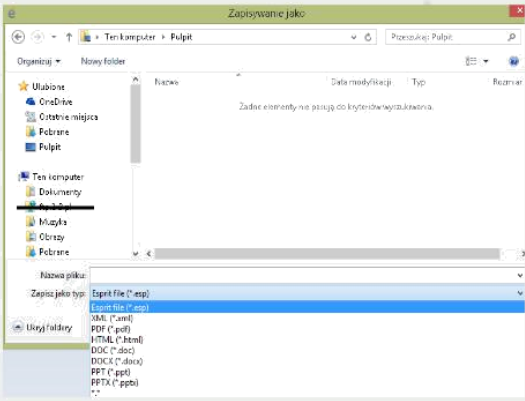 Zapisywanie jako
Ten komputer ▸ Pulpit
Przeszukaj: Pulpit
Organizuj
Nowy folder
Nazwa
Data modyfikacji
Typ
Rozmiar
Żadne elementy nie pasują do kryteriów wyszukiwania.
Ulubione
OneDrive
Ostatnie miejsca
Pobrane
Pulpit
Ten komputer
Dokumenty
Muzyka
Obrazy
Pobrane
Nazwa pliku:
Zapisz jako typ: Esprit file (*.esp)
Esprit file (*.esp)
XML (*.xml)
PDF (*.pdf)
HTML (*.html)
DOC (*.doc)
DOCX (*.docx)
PPT (*.ppt)
PPTX (*.pptx)
*.*
Ukryj foldery